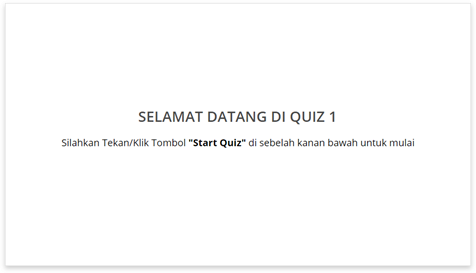 SELAMAT DATANG DI QUIZ 1
Silahkan Tekan/Klik Tombol "Start Quiz" di sebelah kanan bawah untuk mulai